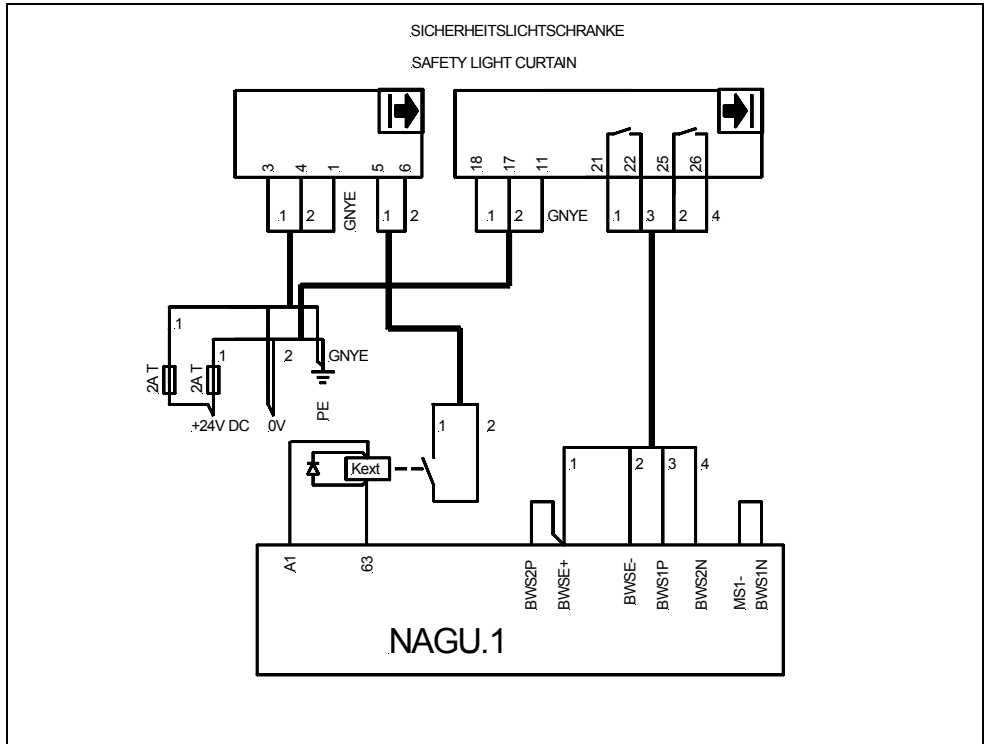 SICHERHEITSLICHTSCHRANKE
SAFETY LIGHT CURTAIN
3 4 1 5 6 18 17 11 21 22 25 26
1 2 GNYE 1 2 1 2 GNYE 1 3 2 4
1
1 2 GNYE
2A T 2A T
+24V DC 0V PE
1 2
Kext
1 2 3 4
A1 63 BWS2P BWSE+ BWSE- BWS1P BWS2N MS1- BWS1N
NAGU.1